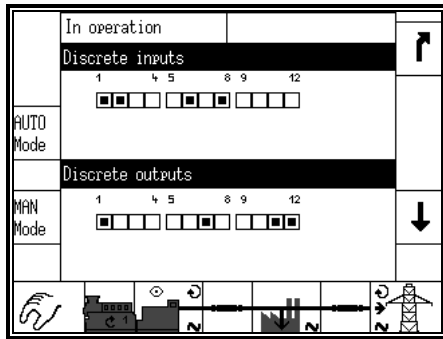 In operation
Discrete inputs
1 4 5 8 9 12
AUTO
Mode
Discrete outputs
1 4 5 8 9 12
MAN
Mode
1